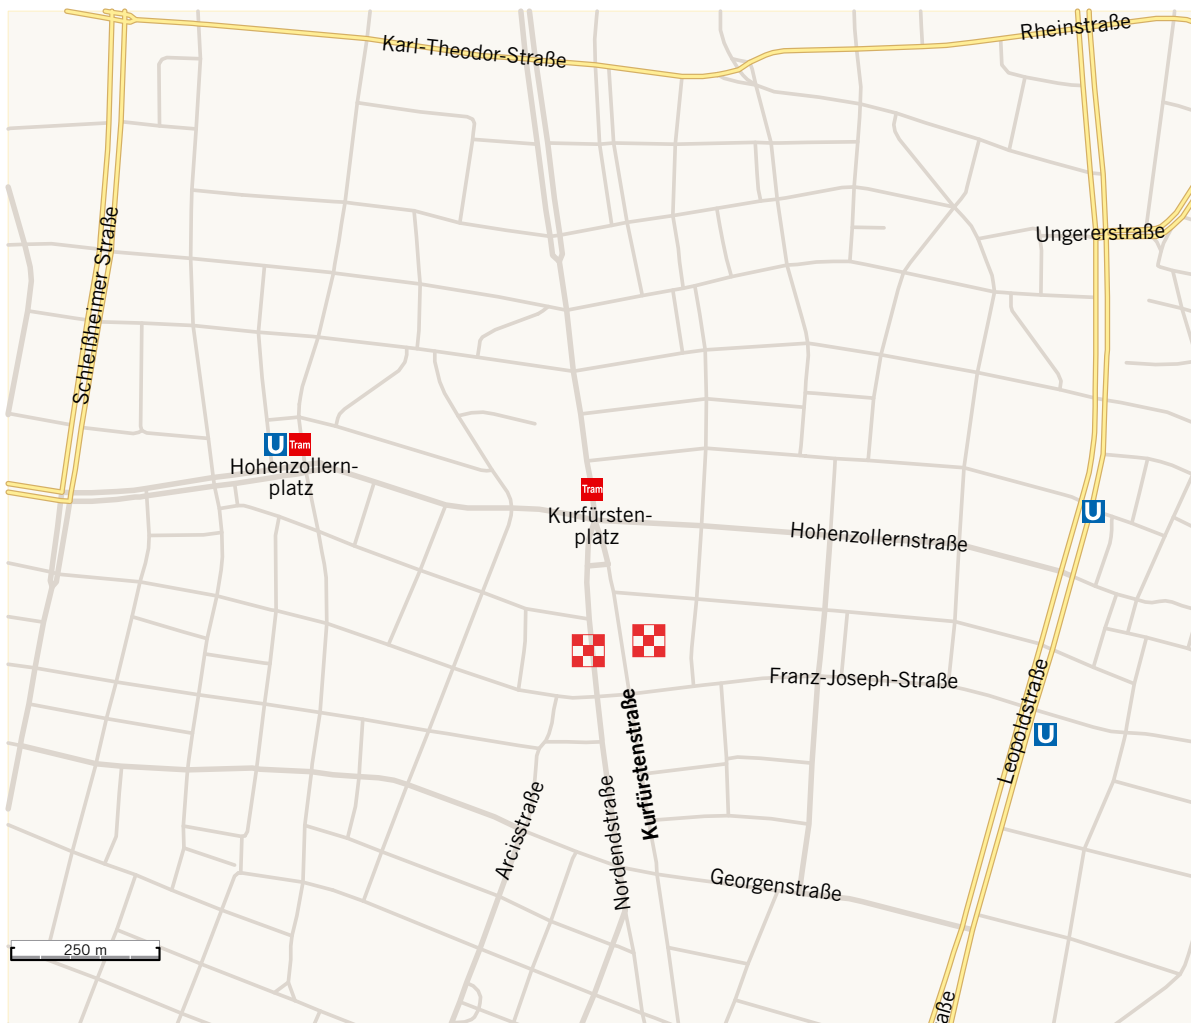 Rheinstraße
Karl-Theodor-Straße
Schleißheimer Straße
Ungererstraße
U
Tram
Hohenzollern-
platz
Tram
Kurfürsten-
platz
U
Hohenzollernstraße
Franz-Joseph-Straße
Leopoldstraße
U
Kurfürstenstraße
Nordendstraße
Arcisstraße
Georgenstraße
250 m
aße